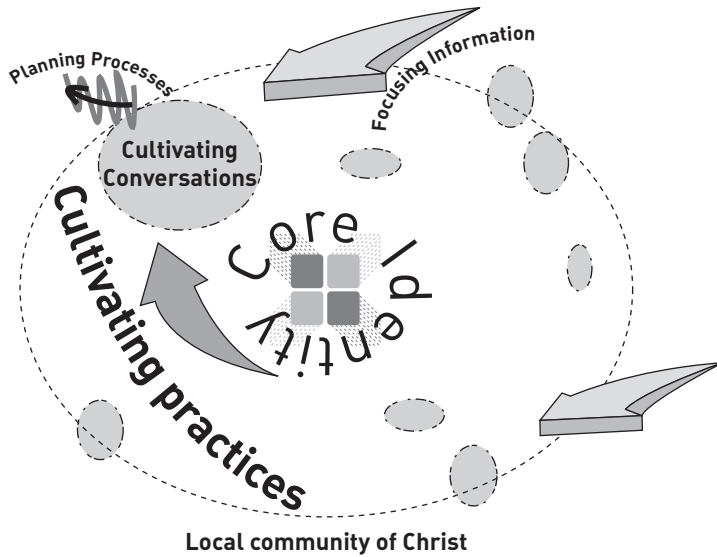 Planning Processes
Focusing Information
Cultivating
Conversations
Core Identity
Cultivating practices
Local community of Christ